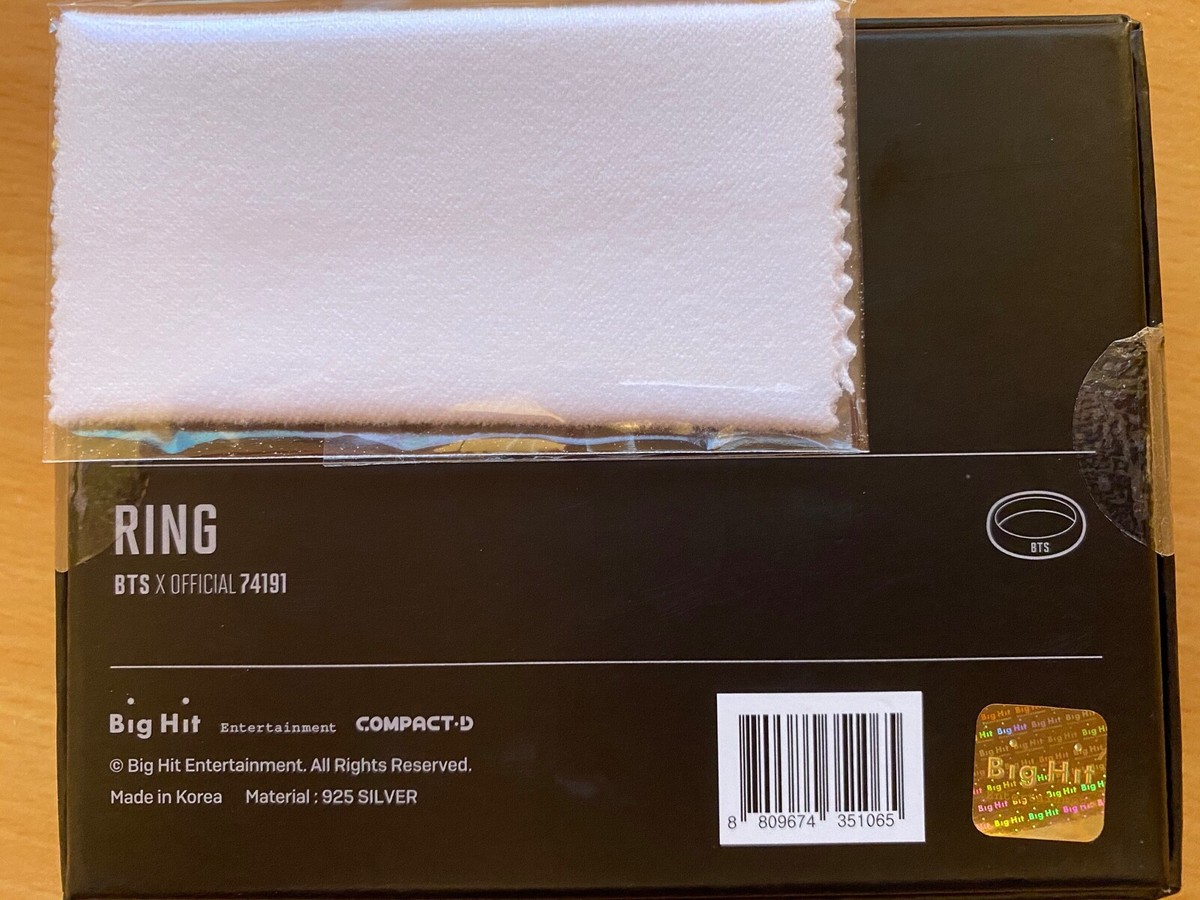 RING
BTS X OFFICIAL 74191
BTS
Big Hit Entertainment COMPACT·D
© Big Hit Entertainment. All Rights Reserved.
Made in Korea Material : 925 SILVER
8 809674 351065
Big Hit